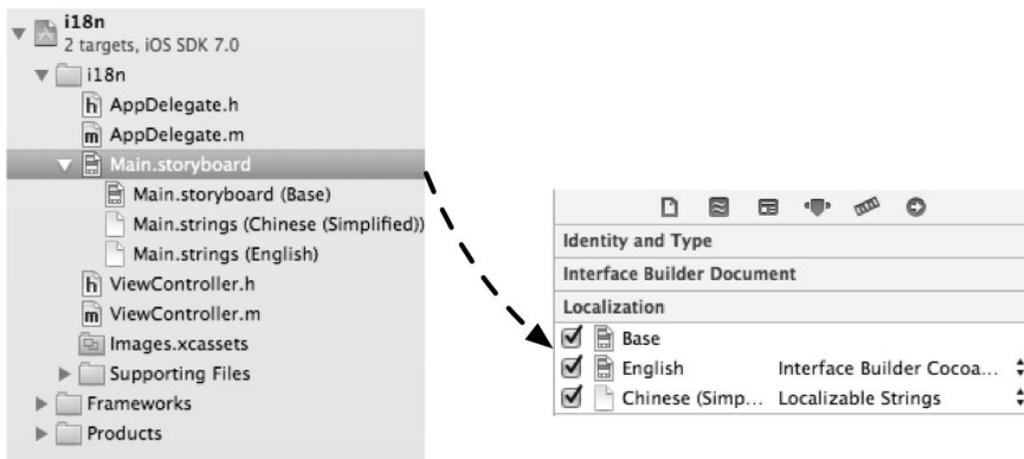 i18n
2 targets, iOS SDK 7.0
i18n
AppDelegate.h
AppDelegate.m
Main.storyboard
Main.storyboard (Base)
Main.strings (Chinese (Simplified))
Main.strings (English)
ViewController.h
ViewController.m
Images.xcassets
Supporting Files
Frameworks
Products
Identity and Type
Interface Builder Document
Localization
Base
English Interface Builder Cocoa...
Chinese (Simp... Localizable Strings